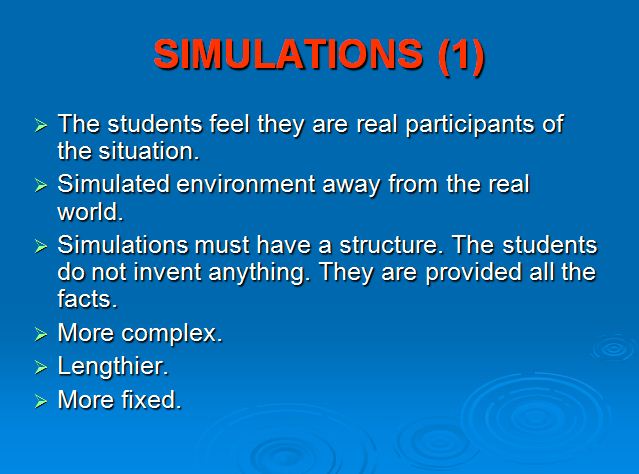 SIMULATIONS (1)
➢ The students feel they are real participants of
the situation.
➢ Simulated environment away from the real
world.
➢ Simulations must have a structure. The students
do not invent anything. They are provided all the
facts.
➢ More complex.
➢ Lengthier.
➢ More fixed.